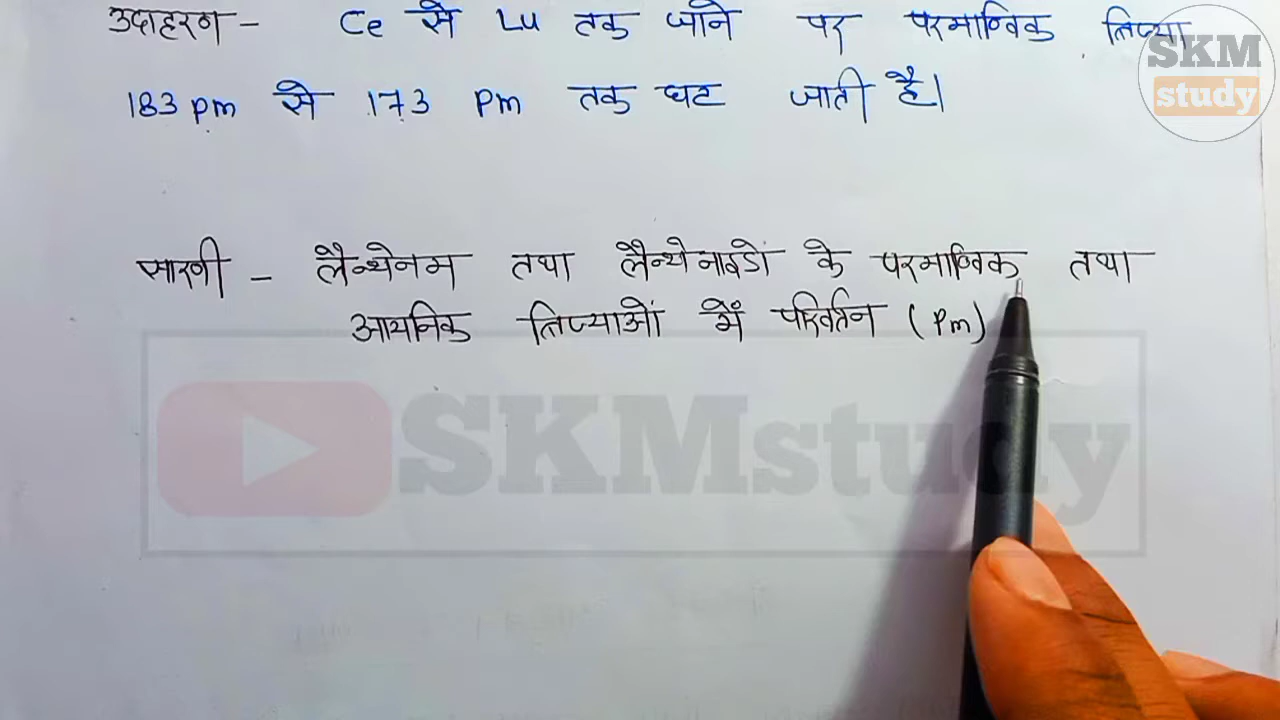 उदाहरण - Ce से Lu तक जाने पर परमाण्विक त्रिज्या
183 pm से 173 Pm तक घट जाती है।
SKM
study
सारणी - लैन्थेनम तथा लैन्थेनाइडों के परमाण्विक तथा
आयनिक त्रिज्याओं में परिवर्तन (Pm)
SKMstudy